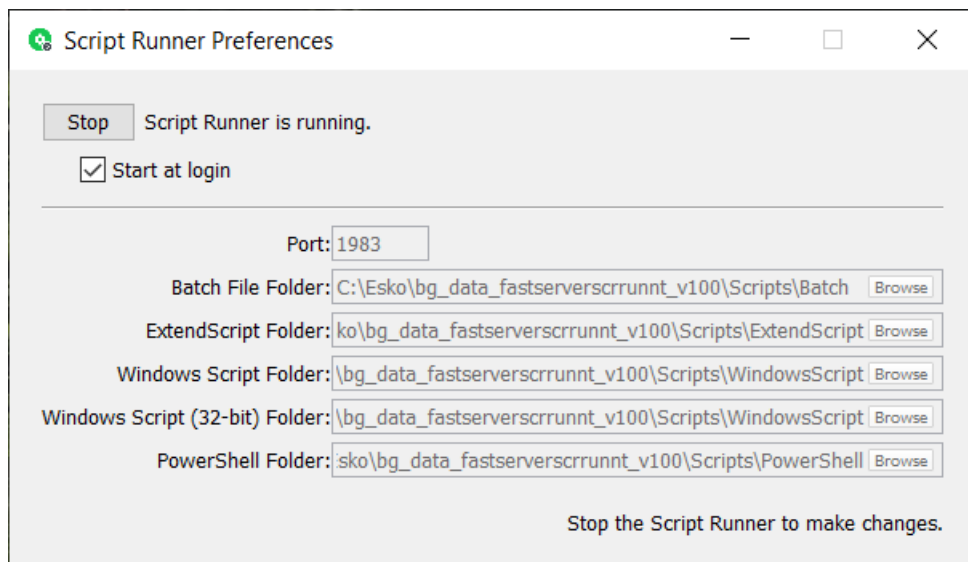 Script Runner Preferences
Stop Script Runner is running.
Start at login
Port: 1983
Batch File Folder: C:\Esko\bg_data_fastserverscrrunnt_v100\Scripts\Batch Browse
ExtendScript Folder: ko\bg_data_fastserverscrrunnt_v100\Scripts\ExtendScript Browse
Windows Script Folder: \bg_data_fastserverscrrunnt_v100\Scripts\WindowsScript Browse
Windows Script (32-bit) Folder: \bg_data_fastserverscrrunnt_v100\Scripts\WindowsScript Browse
PowerShell Folder: sko\bg_data_fastserverscrrunnt_v100\Scripts\PowerShell Browse
Stop the Script Runner to make changes.